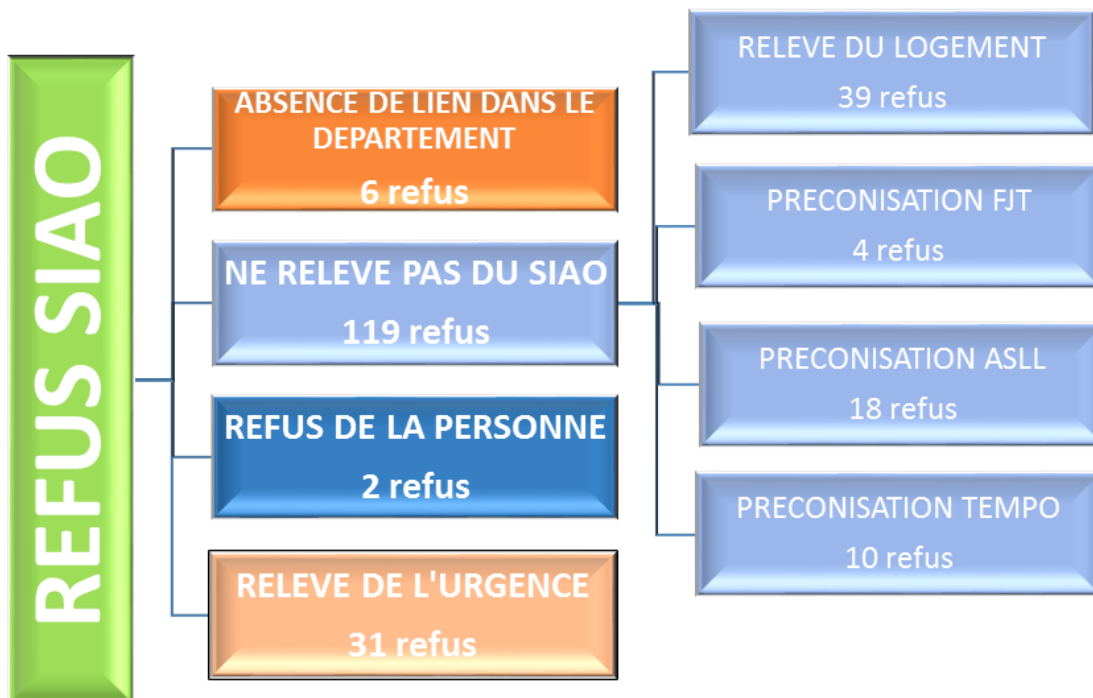 REFUS SIAO
ABSENCE DE LIEN DANS LE
DEPARTEMENT
6 refus
NE RELEVE PAS DU SIAO
119 refus
REFUS DE LA PERSONNE
2 refus
RELEVE DE L'URGENCE
31 refus
RELEVE DU LOGEMENT
39 refus
PRECONISATION FJT
4 refus
PRECONISATION ASLL
18 refus
PRECONISATION TEMPO
10 refus